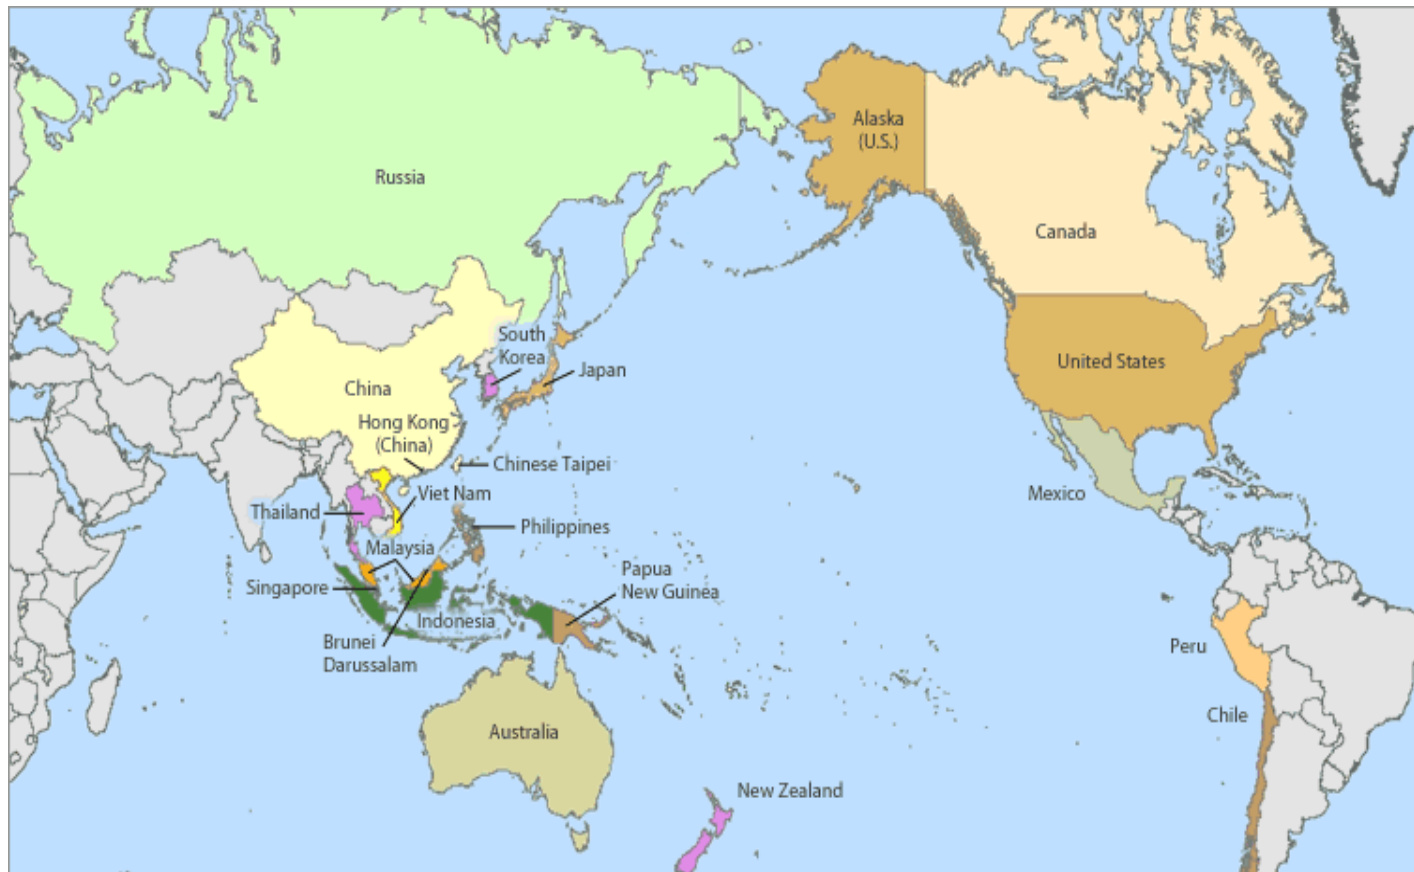 Alaska
(U.S.)
Russia
Canada
South
Korea
United States
Japan
China
Hong Kong
(China)
Chinese Taipei
Viet Nam
Mexico
Thailand
Philippines
Malaysia
Papua
New Guinea
Singapore
Indonesia
Brunei
Darussalam
Peru
Chile
Australia
New Zealand